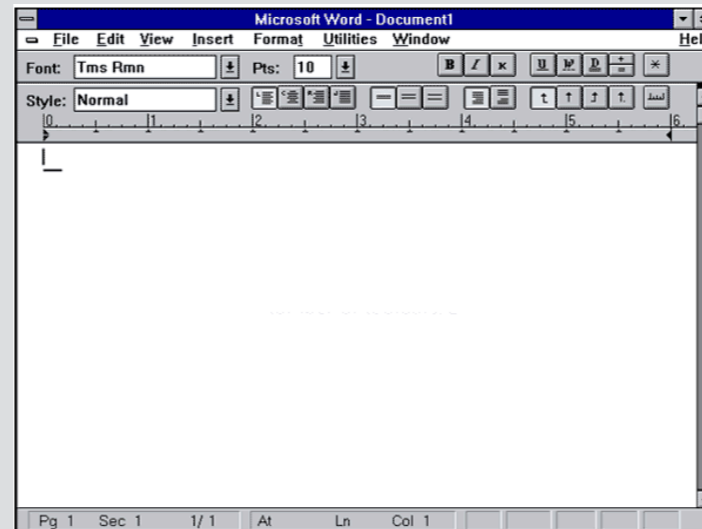 Microsoft Word - Document1
File Edit View Insert Format Utilities Window Hel
Font: Tms Rmn Pts: 10 B I K U W D
Style: Normal
0 1 2 3 4 5 6
Pg 1 Sec 1 1/ 1 At Ln Col 1